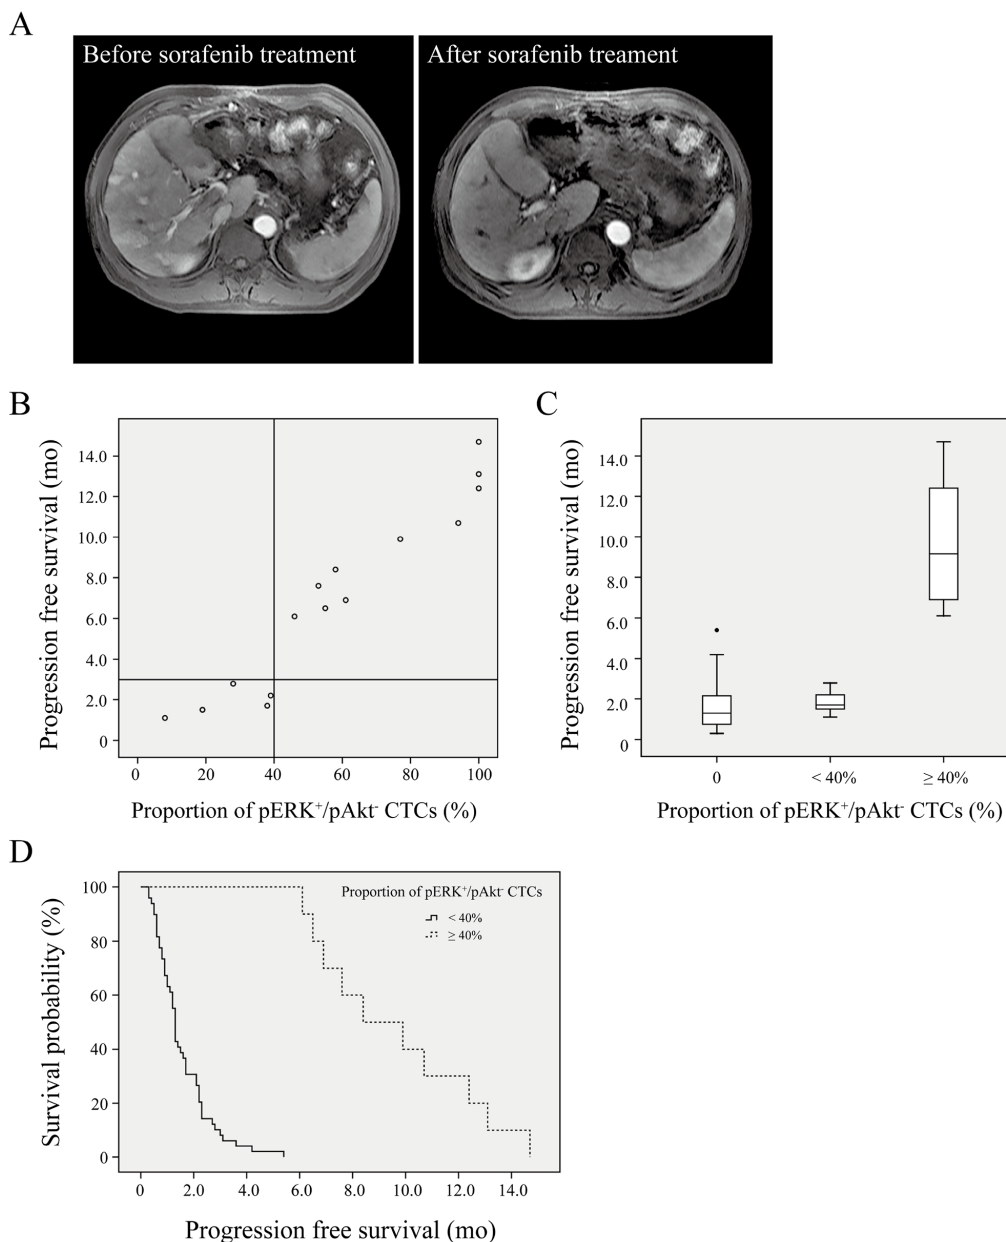 A
Before sorafenib treatment
After sorafenib treament
B
Progression free survival (mo)
14.0
12.0
10.0
8.0
6.0
4.0
2.0
0
0 20 40 60 80 100
Proportion of pERK⁺/pAkt⁻ CTCs (%)
C
Progression free survival (mo)
14.0
12.0
10.0
8.0
6.0
4.0
2.0
0
0 < 40% ≥ 40%
Proportion of pERK⁺/pAkt⁻ CTCs (%)
D
Survival probability (%)
100
80
60
40
20
0
Proportion of pERK⁺/pAkt⁻ CTCs
< 40%
≥ 40%
0 2.0 4.0 6.0 8.0 10.0 12.0 14.0
Progression free survival (mo)